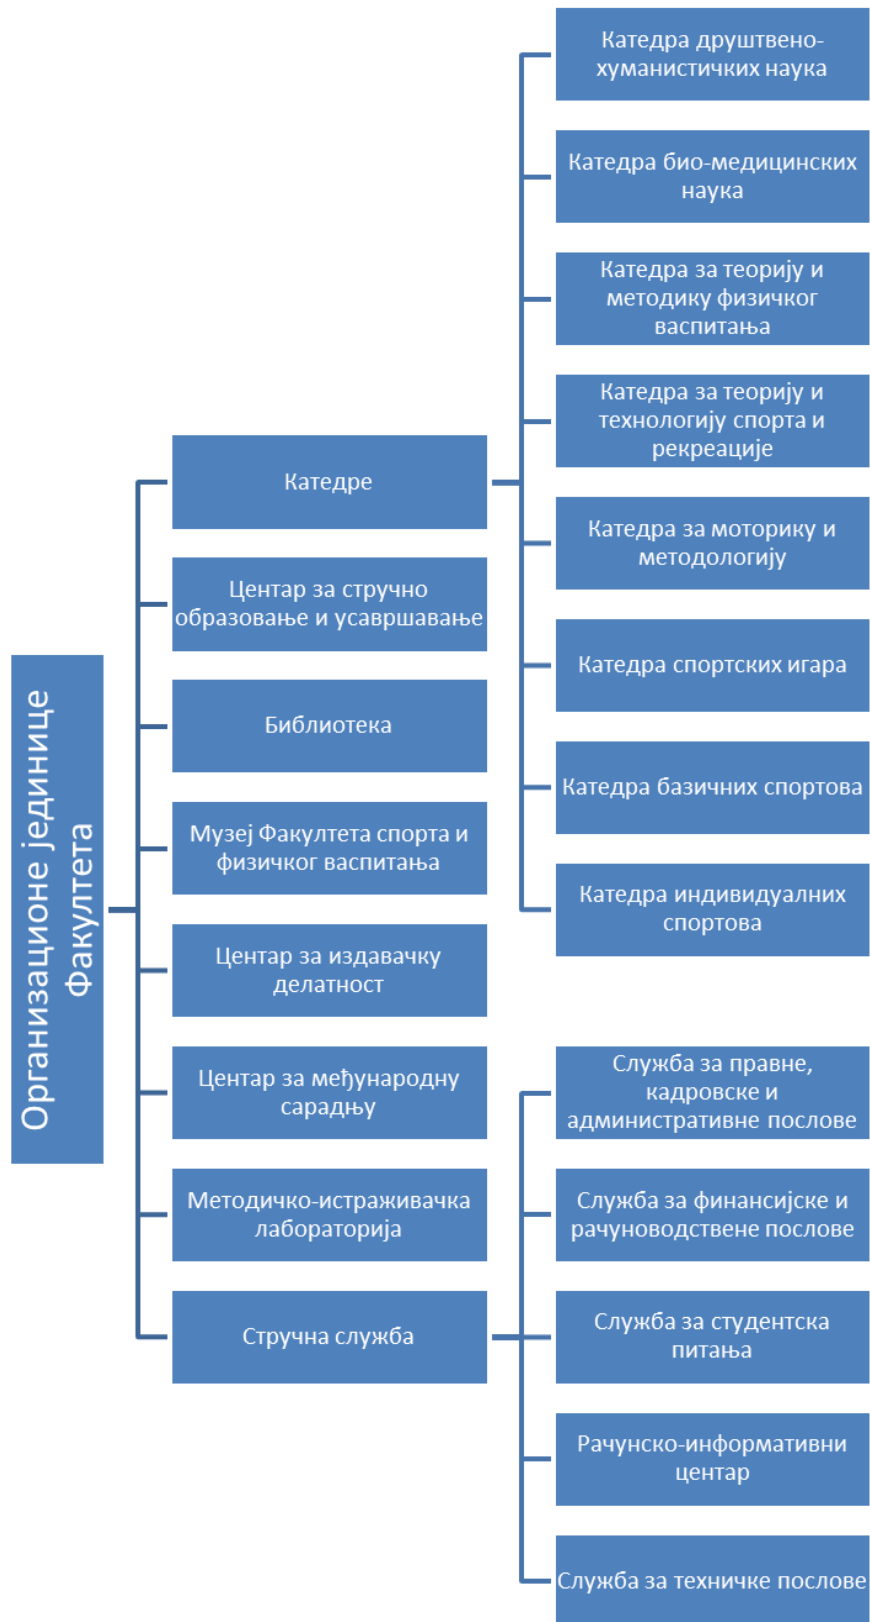 Организационе јединице
Факултета
Катедре
Центар за стручно
образовање и усавршавање
Библиотека
Музеј Факултета спорта и
физичког васпитања
Центар за издавачку
делатност
Центар за међународну
сарадњу
Методичко-истраживачка
лабораторија
Стручна служба
Катедра друштвено-
хуманистичких наука
Катедра био-медицинских
наука
Катедра за теорију и
методику физичког
васпитања
Катедра за теорију и
технологију спорта и
рекреације
Катедра за моторику и
методологију
Катедра спортских игара
Катедра базичних спортова
Катедра индивидуалних
спортова
Служба за правне,
кадровске и
административне послове
Служба за финансијске и
рачуноводствене послове
Служба за студентска
питања
Рачунско-информативни
центар
Служба за техничке послове